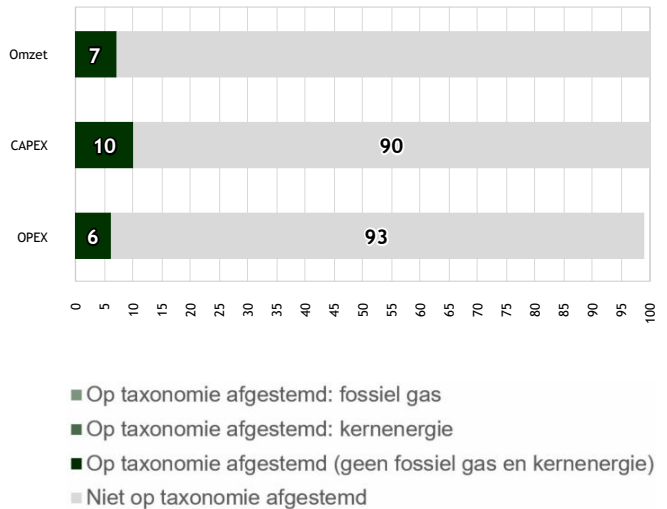 Omzet 7
CAPEX 10 90
OPEX 6 93
0 5 10 15 20 25 30 35 40 45 50 55 60 65 70 75 80 85 90 95 100
Op taxonomie afgestemd: fossiel gas
Op taxonomie afgestemd: kernenergie
Op taxonomie afgestemd (geen fossiel gas en kernenergie)
Niet op taxonomie afgestemd